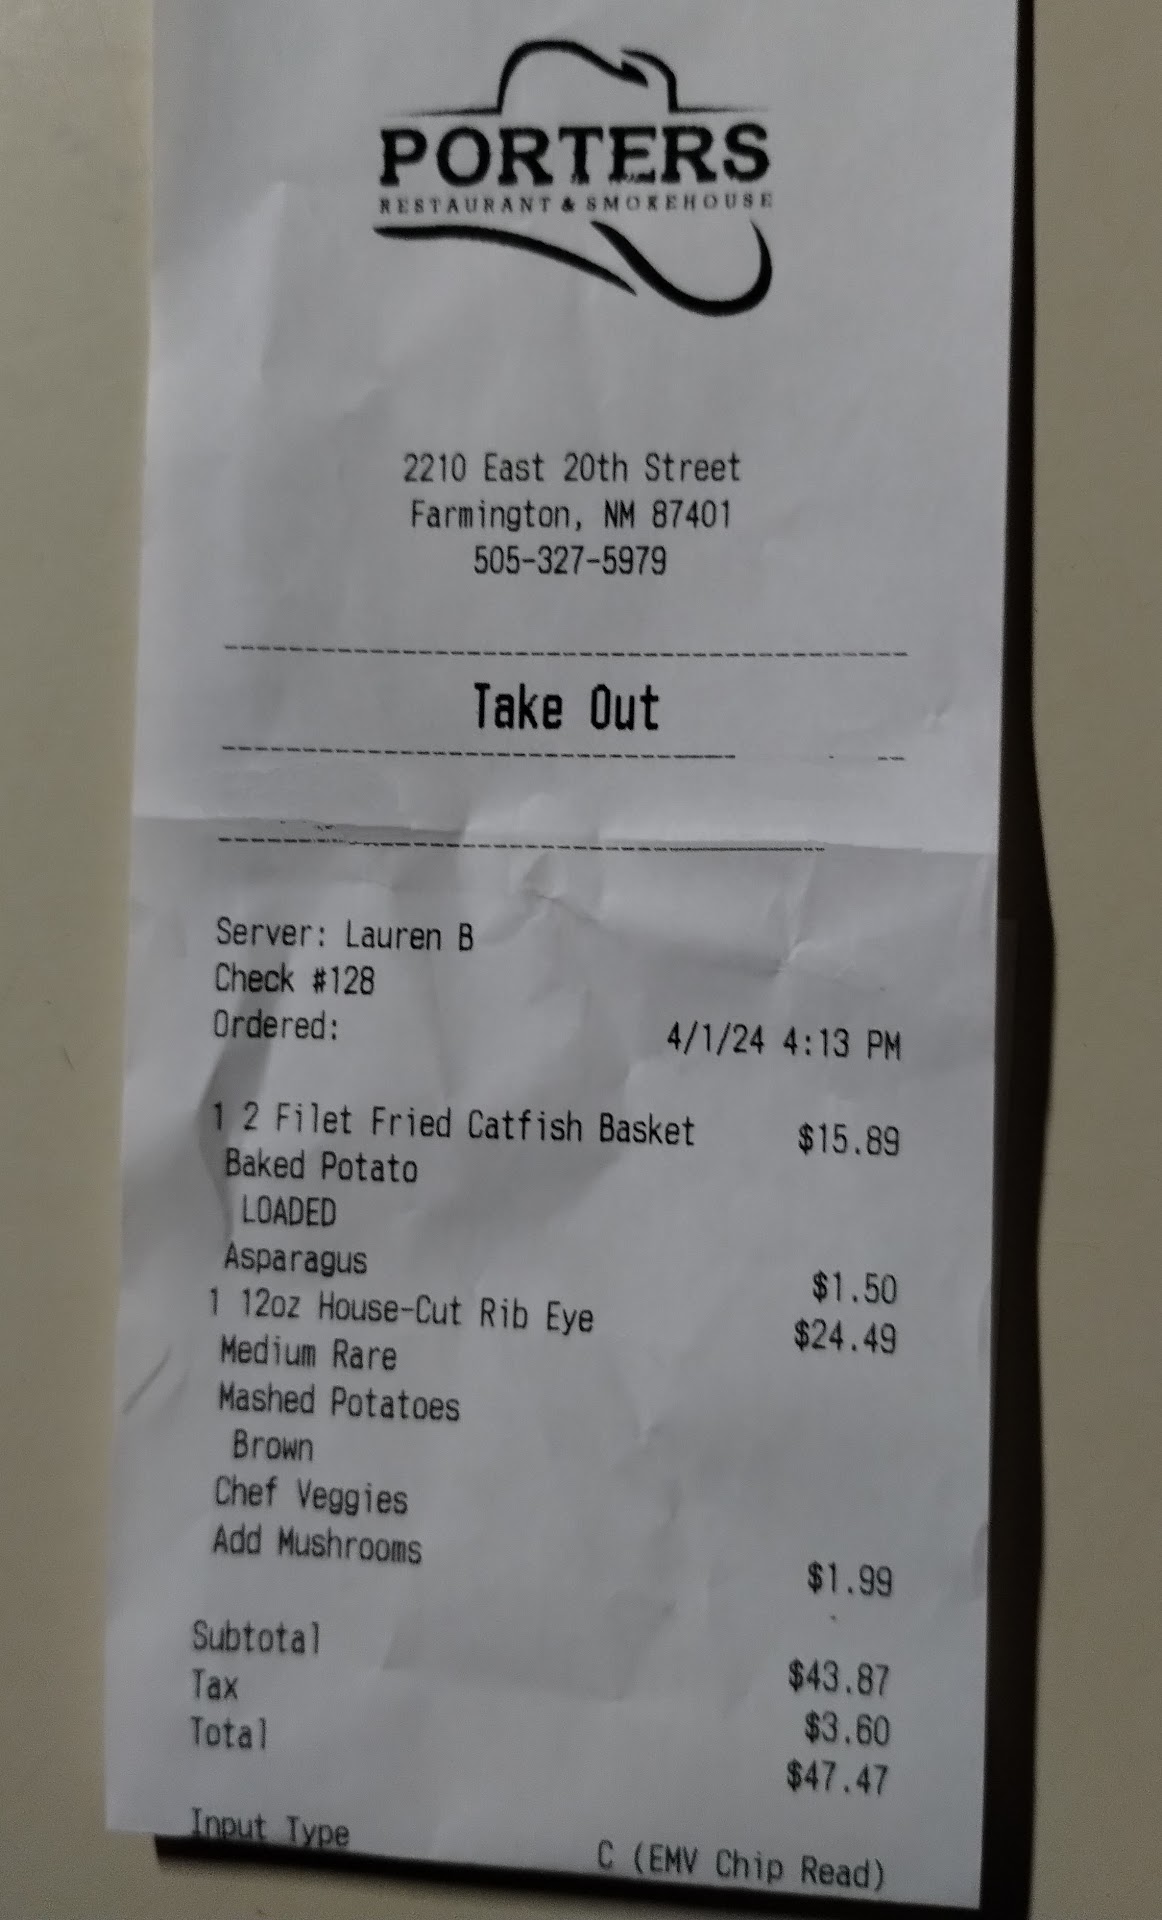 PORTERS
RESTAURANT & SMOKEHOUSE
2210 East 20th Street
Farmington, NM 87401
505-327-5979
Take Out
Server: Lauren B
Check #128
Ordered: 4/1/24 4:13 PM
1 2 Filet Fried Catfish Basket $15.89
Baked Potato
LOADED
Asparagus $1.50
1 12oz House-Cut Rib Eye $24.49
Medium Rare
Mashed Potatoes
Brown
Chef Veggies
Add Mushrooms $1.99
Subtotal $43.87
Tax $3.60
Total $47.47
Input Type C (EMV Chip Read)